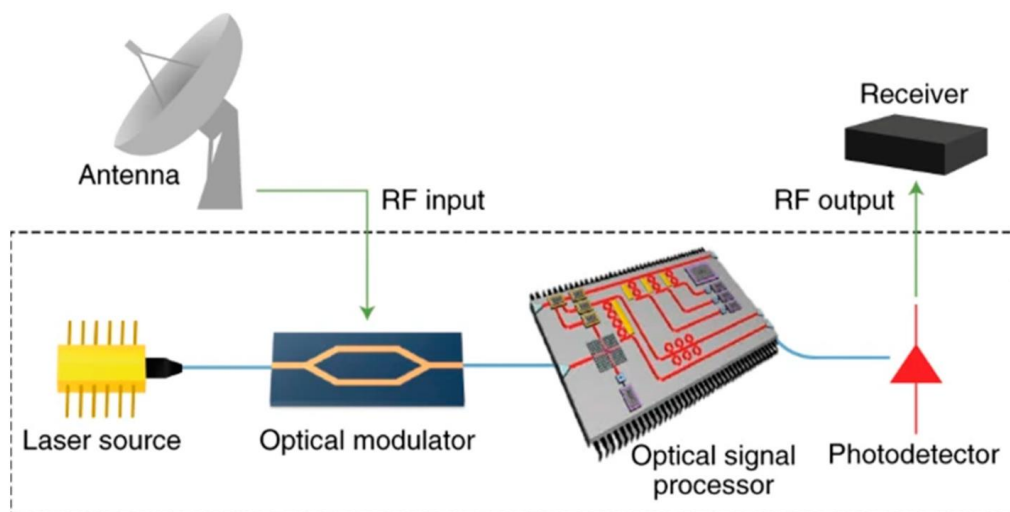 Antenna
RF input
Receiver
RF output
Laser source
Optical modulator
Optical signal
processor
Photodetector